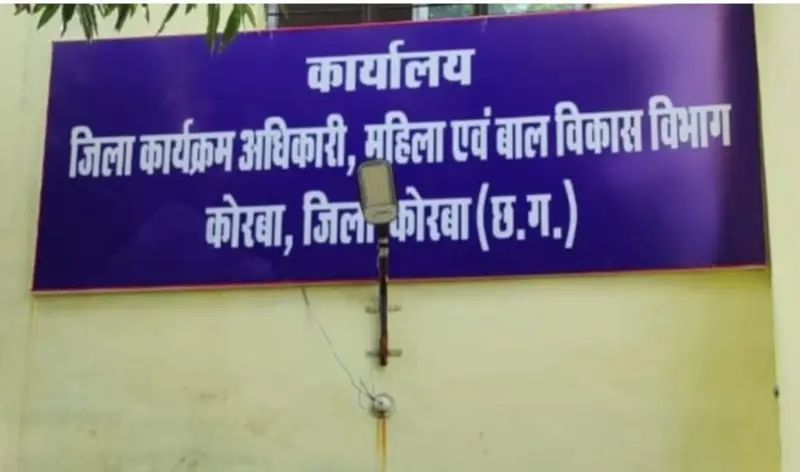 कार्यालय
जिला कार्यक्रम अधिकारी, महिला एवं बाल विकास विभाग
कोरबा, जिला कोरबा (छ.ग.)